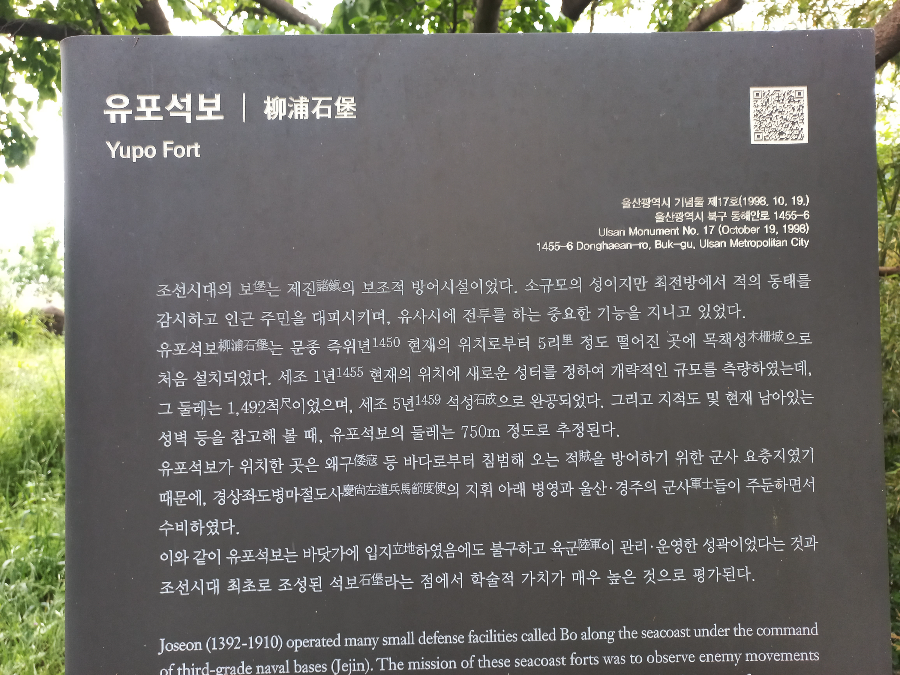 유포석보 | 柳浦石堡
Yupo Fort
울산광역시 기념물 제17호(1998. 10. 19.)
울산광역시 북구 동해안로 1455-6
Ulsan Monument No. 17 (October 19, 1998)
1455-6 Donghaean-ro, Buk-gu, Ulsan Metropolitan City
조선시대의 보堡는 제진諸鎭의 보조적 방어시설이었다. 소규모의 성이지만 최전방에서 적의 동태를
감시하고 인근 주민을 대피시키며, 유사시에 전투를 하는 중요한 기능을 지니고 있었다.
유포석보柳浦石堡는 문종 즉위년1450 현재의 위치로부터 5리里 정도 떨어진 곳에 목책성木柵城으로
처음 설치되었다. 세조 1년1455 현재의 위치에 새로운 성터를 정하여 개략적인 규모를 측량하였는데,
그 둘레는 1,492척尺이었으며, 세조 5년1459 석성石成으로 완공되었다. 그리고 지적도 및 현재 남아있는
성벽 등을 참고해 볼 때, 유포석보의 둘레는 750m 정도로 추정된다.
유포석보가 위치한 곳은 왜구倭寇 등 바다로부터 침범해 오는 적賊을 방어하기 위한 군사 요충지였기
때문에, 경상좌도병마절도사慶尙左道兵馬節度使의 지휘 아래 병영과 울산·경주의 군사軍士들이 주둔하면서
수비하였다.
이와 같이 유포석보는 바닷가에 입지立地하였음에도 불구하고 육군陸軍이 관리·운영한 성곽이었다는 것과
조선시대 최초로 조성된 석보石堡라는 점에서 학술적 가치가 매우 높은 것으로 평가된다.
Joseon (1392-1910) operated many small defense facilities called Bo along the seacoast under the command
of third-grade naval bases (Jejin). The mission of these seacoast forts was to observe enemy movements